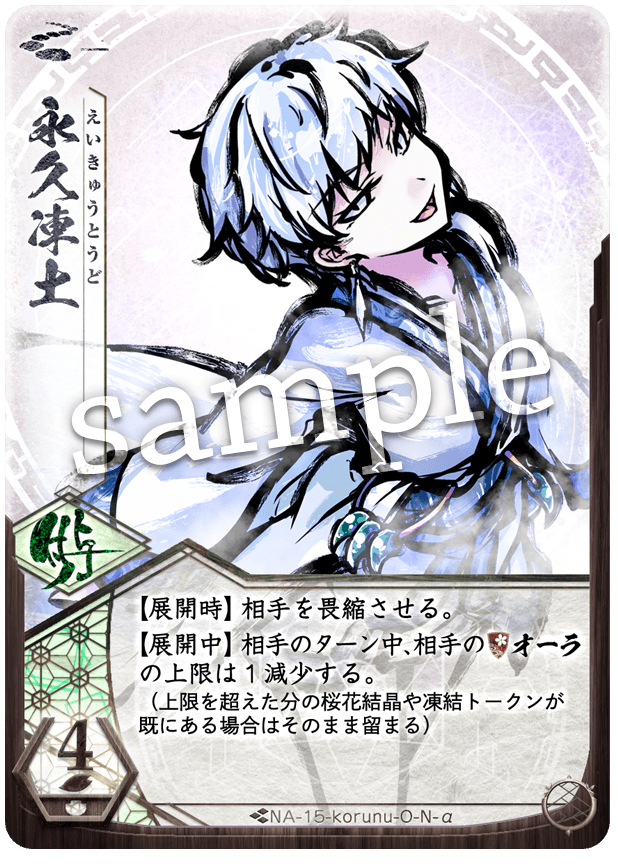 永久凍土
えいきゅうとうど
sample
【展開時】相手を畏縮させる。
【展開中】相手のターン中、相手のオーラ
の上限は1減少する。
（上限を超えた分の桜花結晶や凍結トークンが
既にある場合はそのまま留まる）
4
NA-15-korunu-O-N-α